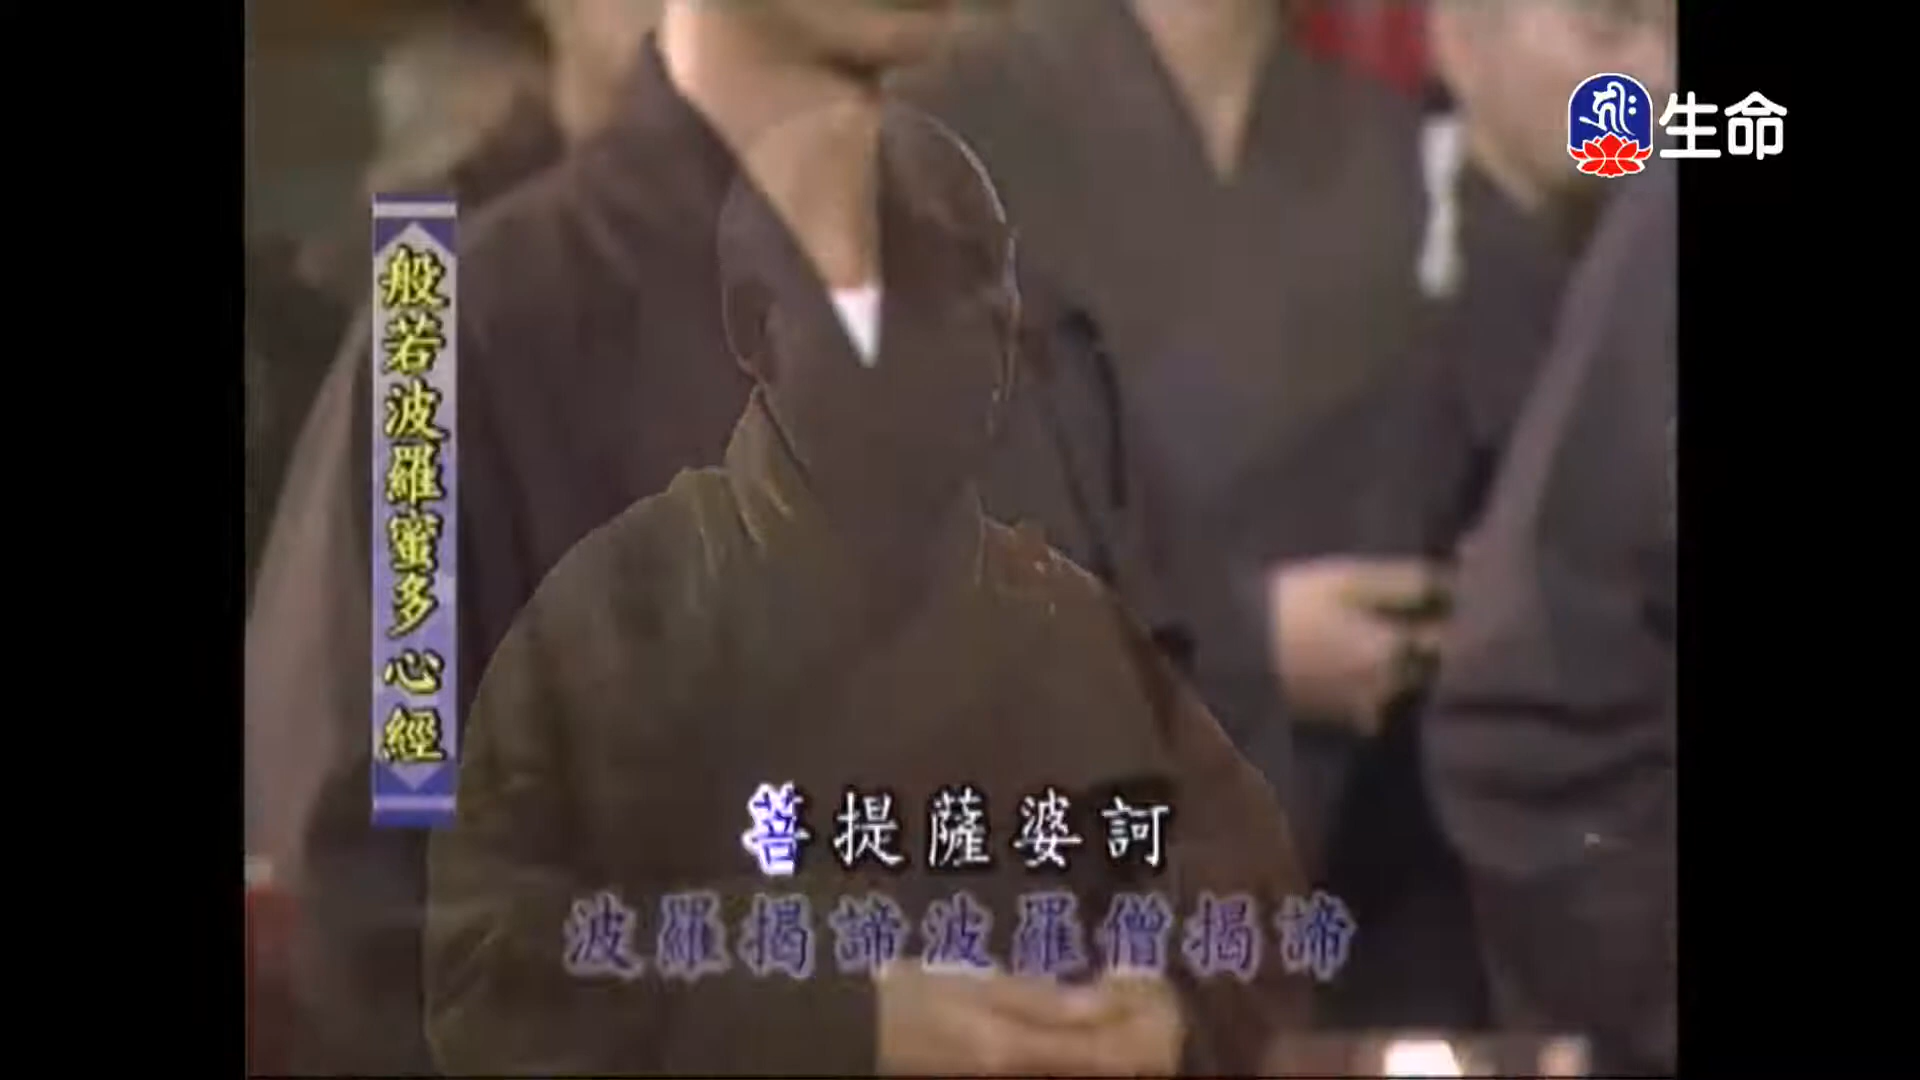 生命
般若波羅蜜多心經
菩提薩婆訶
波羅揭諦波羅僧揭諦